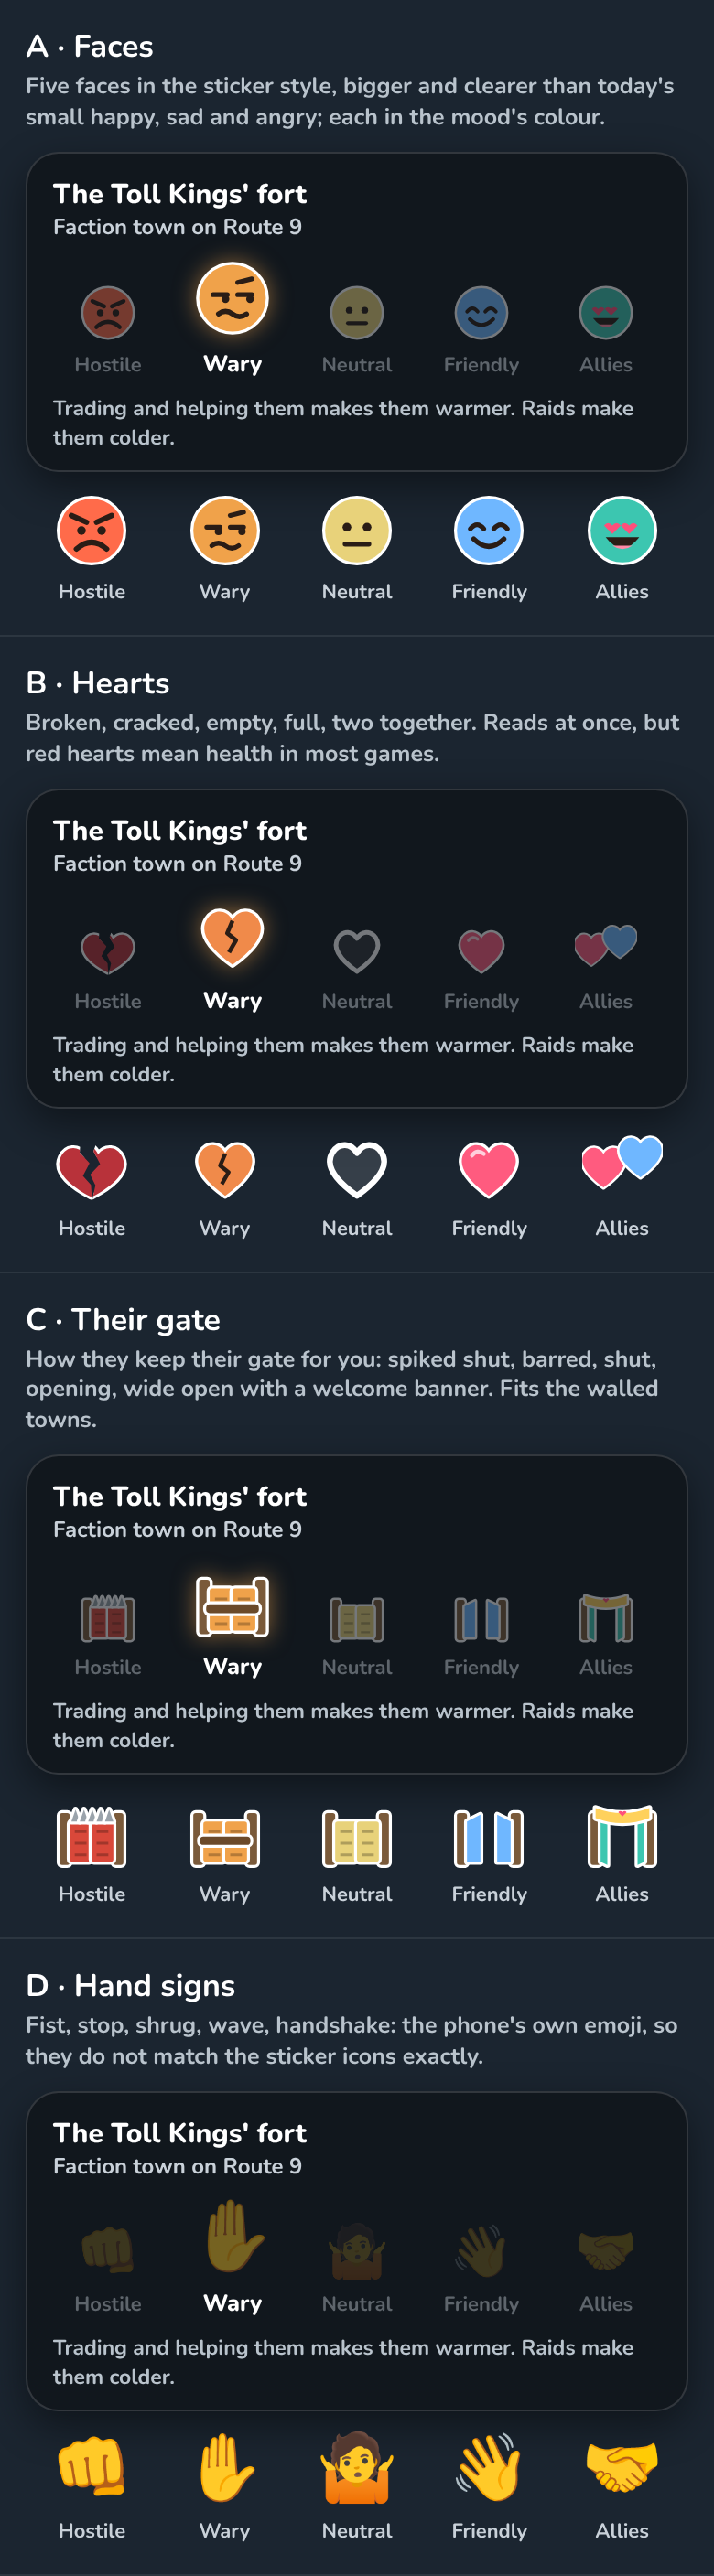 A · Faces
Five faces in the sticker style, bigger and clearer than today's
small happy, sad and angry; each in the mood's colour.
The Toll Kings' fort
Faction town on Route 9
Hostile Wary Neutral Friendly Allies
Trading and helping them makes them warmer. Raids make
them colder.
Hostile Wary Neutral Friendly Allies
B · Hearts
Broken, cracked, empty, full, two together. Reads at once, but
red hearts mean health in most games.
The Toll Kings' fort
Faction town on Route 9
Hostile Wary Neutral Friendly Allies
Trading and helping them makes them warmer. Raids make
them colder.
Hostile Wary Neutral Friendly Allies
C · Their gate
How they keep their gate for you: spiked shut, barred, shut,
opening, wide open with a welcome banner. Fits the walled
towns.
The Toll Kings' fort
Faction town on Route 9
Hostile Wary Neutral Friendly Allies
Trading and helping them makes them warmer. Raids make
them colder.
Hostile Wary Neutral Friendly Allies
D · Hand signs
Fist, stop, shrug, wave, handshake: the phone's own emoji, so
they do not match the sticker icons exactly.
The Toll Kings' fort
Faction town on Route 9
Hostile Wary Neutral Friendly Allies
Trading and helping them makes them warmer. Raids make
them colder.
Hostile Wary Neutral Friendly Allies